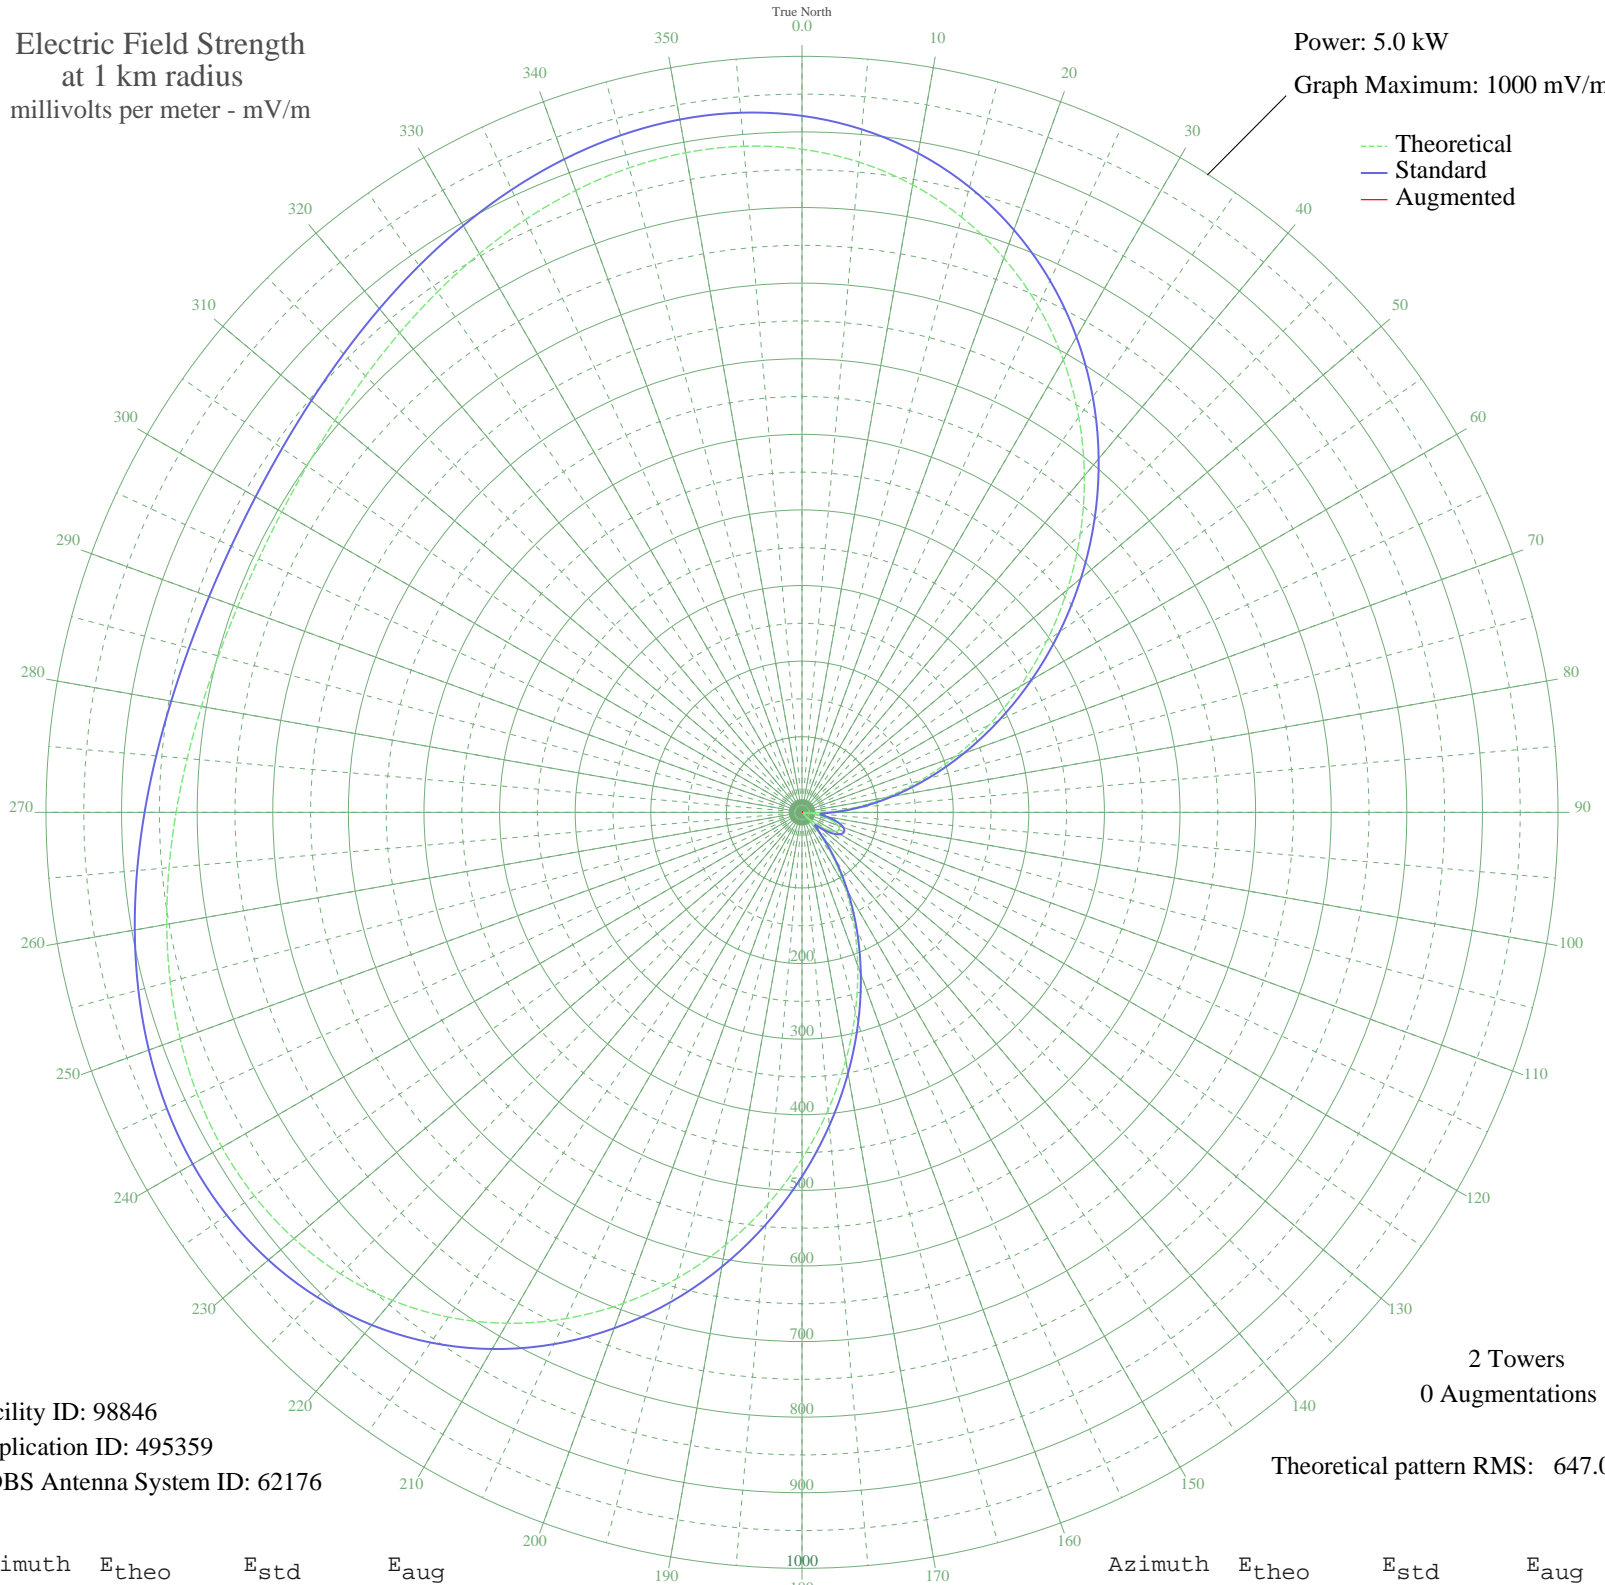 True North
Electric Field Strength
at 1 km radius
millivolts per meter - mV/m
Power: 5.0 kW
Graph Maximum: 1000 mV/m
Theoretical
Standard
Augmented
0.0
10
20
30
40
50
60
70
80
90
100
110
120
130
140
150
160
170
190
200
210
220
230
240
250
260
270
280
290
300
310
320
330
340
350
200
300
400
500
600
700
800
900
1000
2 Towers
0 Augmentations
Theoretical pattern RMS: 647.0
cility ID: 98846
plication ID: 495359
DBS Antenna System ID: 62176
imuth Etheo Estd Eaug
Azimuth Etheo Estd Eaug